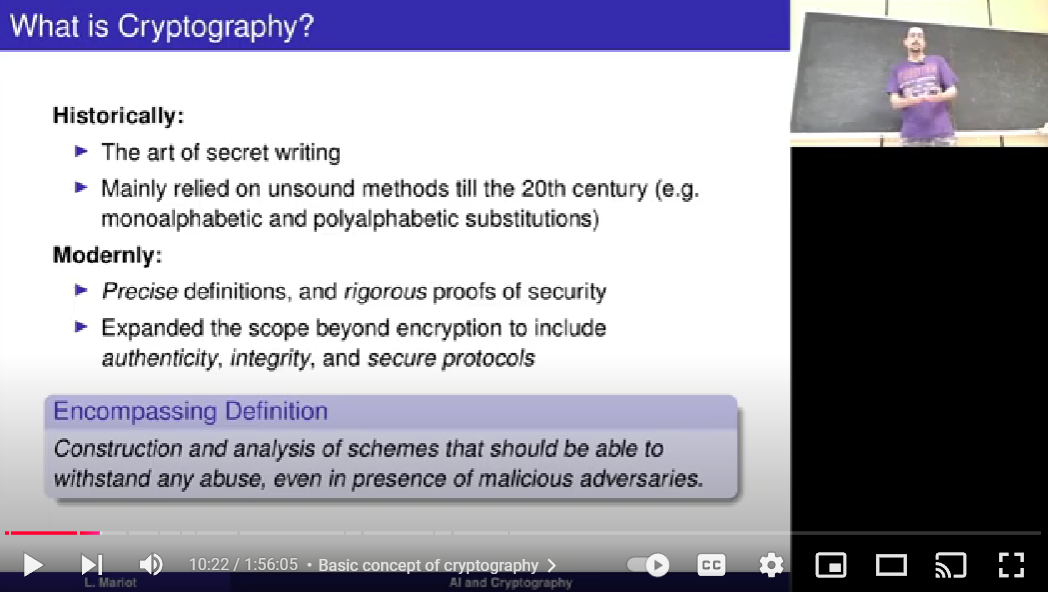 What is Cryptography?
Historically:
The art of secret writing
Mainly relied on unsound methods till the 20th century (e.g.
monoalphabetic and polyalphabetic substitutions)
Modernly:
Precise definitions, and rigorous proofs of security
Expanded the scope beyond encryption to include
authenticity, integrity, and secure protocols
Encompassing Definition
Construction and analysis of schemes that should be able to
withstand any abuse, even in presence of malicious adversaries.
10:22 / 1:56:05 • Basic concept of cryptography
CC
L. Mariot
AI and Cryptography